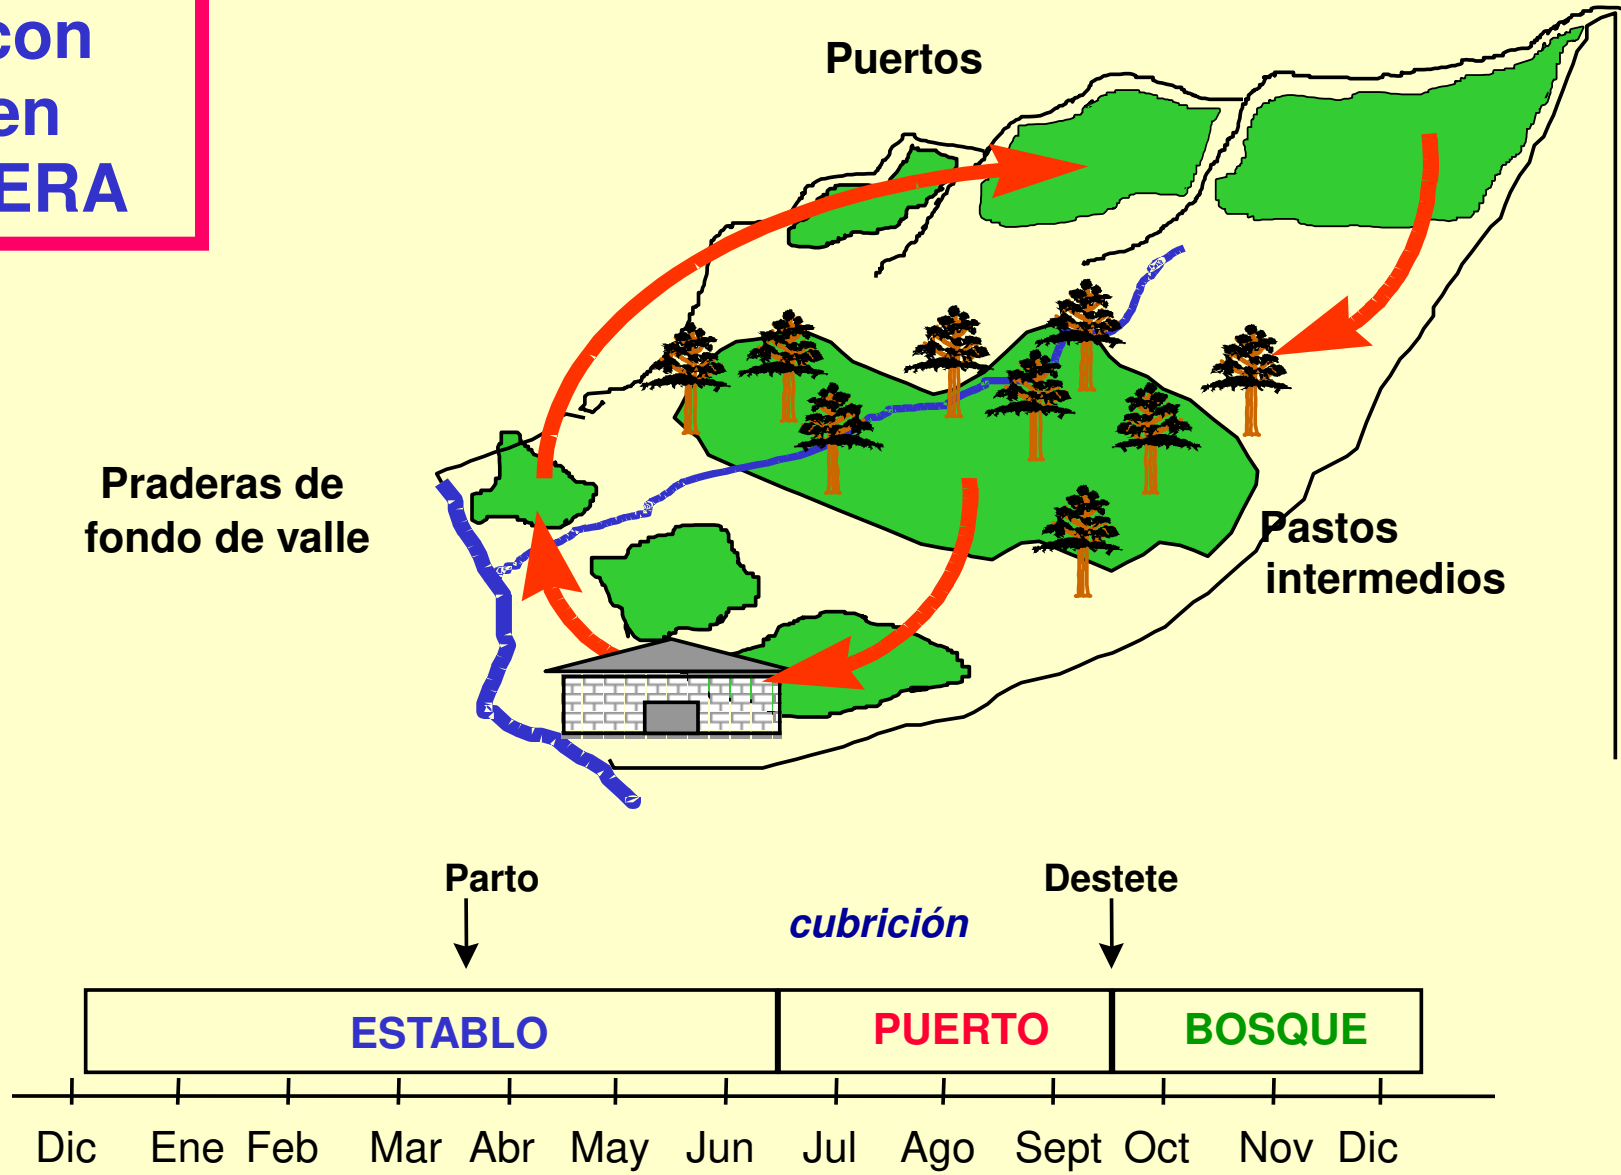 con
en
ERA
Puertos
Praderas de
fondo de valle
Pastos
intermedios
Parto
Destete
cubrición
ESTABLO
PUERTO
BOSQUE
Dic Ene Feb Mar Abr May Jun Jul Ago Sept Oct Nov Dic